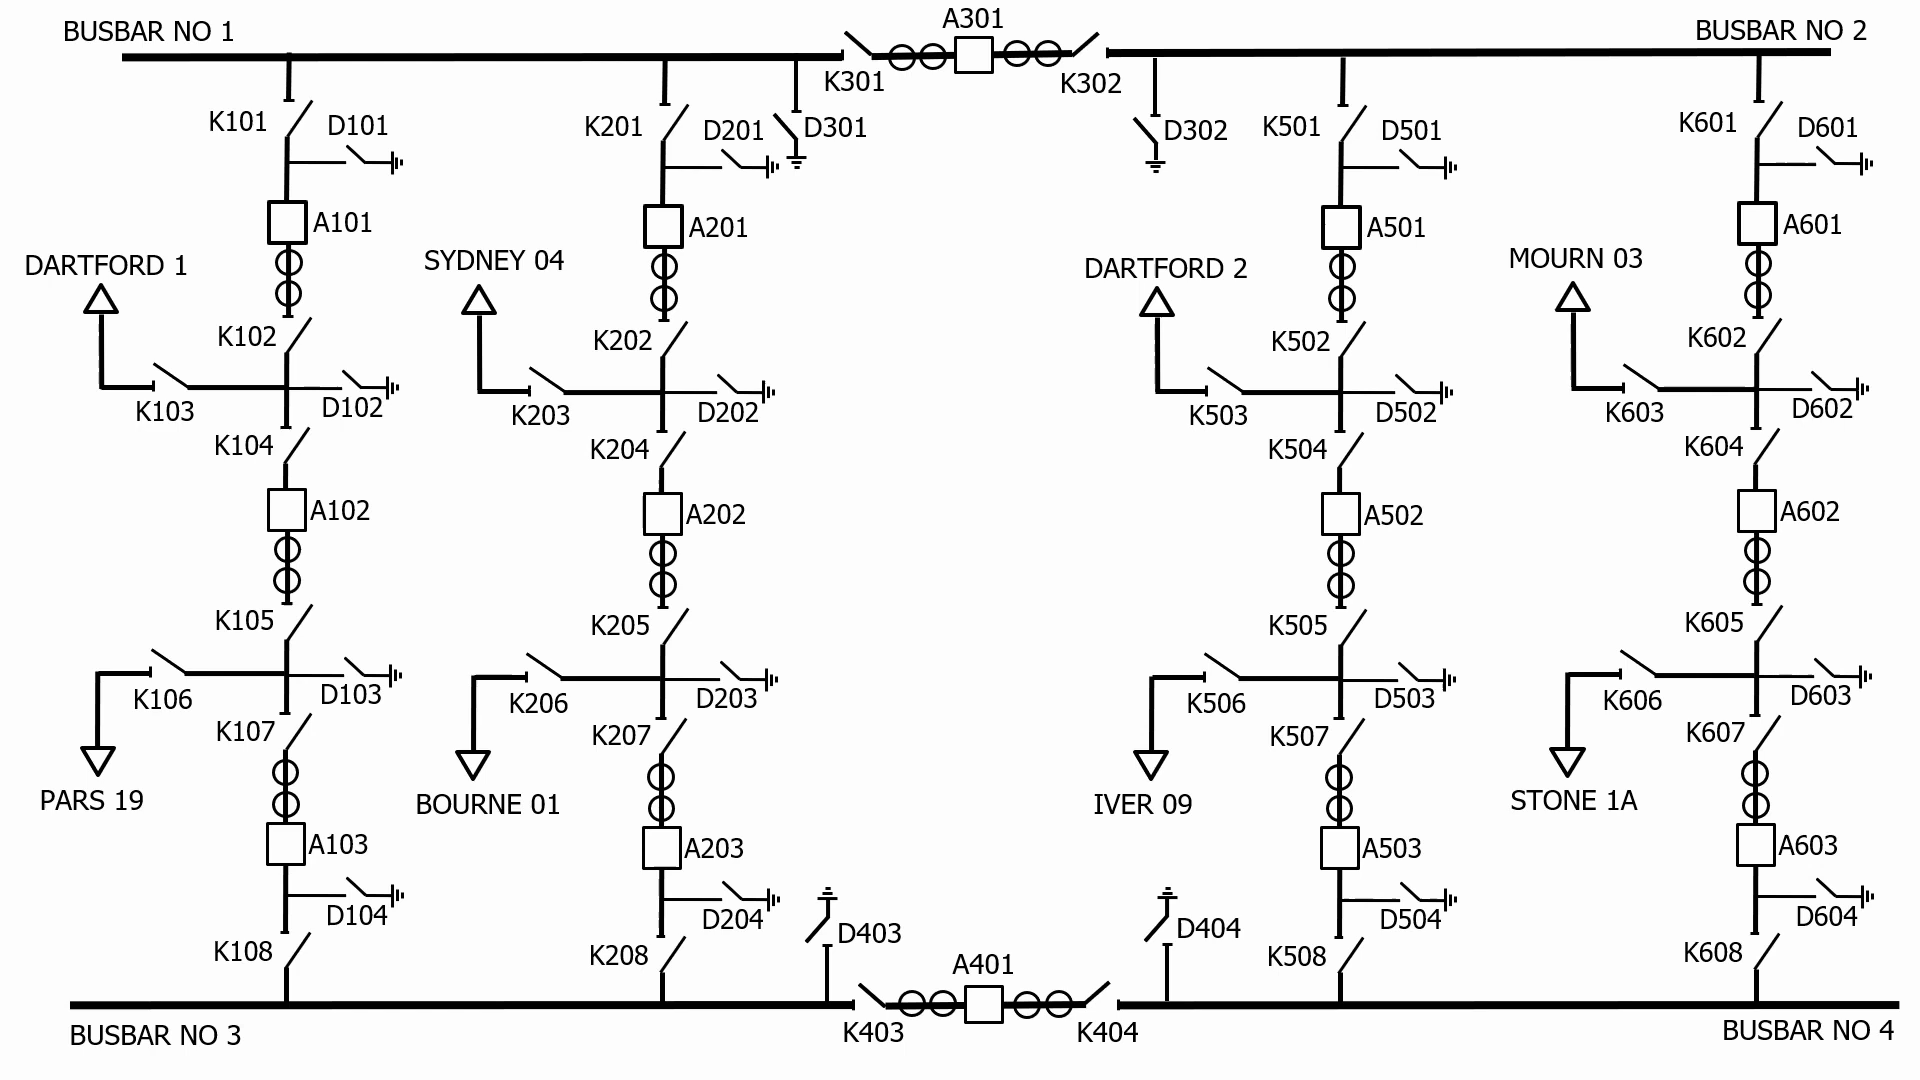 BUSBAR NO 1
A301
BUSBAR NO 2
K301
K302
K101
D101
K201
D201
D301
D302
K501
D501
K601
D601
A101
A201
A501
A601
DARTFORD 1
SYDNEY 04
DARTFORD 2
MOURN 03
K102
K202
K502
K602
K103
D102
K203
D202
K503
D502
K603
D602
K104
K204
K504
K604
A102
A202
A502
A602
K105
K205
K505
K605
K106
D103
K206
D203
K506
D503
K606
D603
K107
K207
K507
K607
PARS 19
BOURNE 01
IVER 09
STONE 1A
A103
A203
A503
A603
D104
D204
D403
D404
D504
D604
K108
K208
A401
K508
K608
BUSBAR NO 3
K403
K404
BUSBAR NO 4